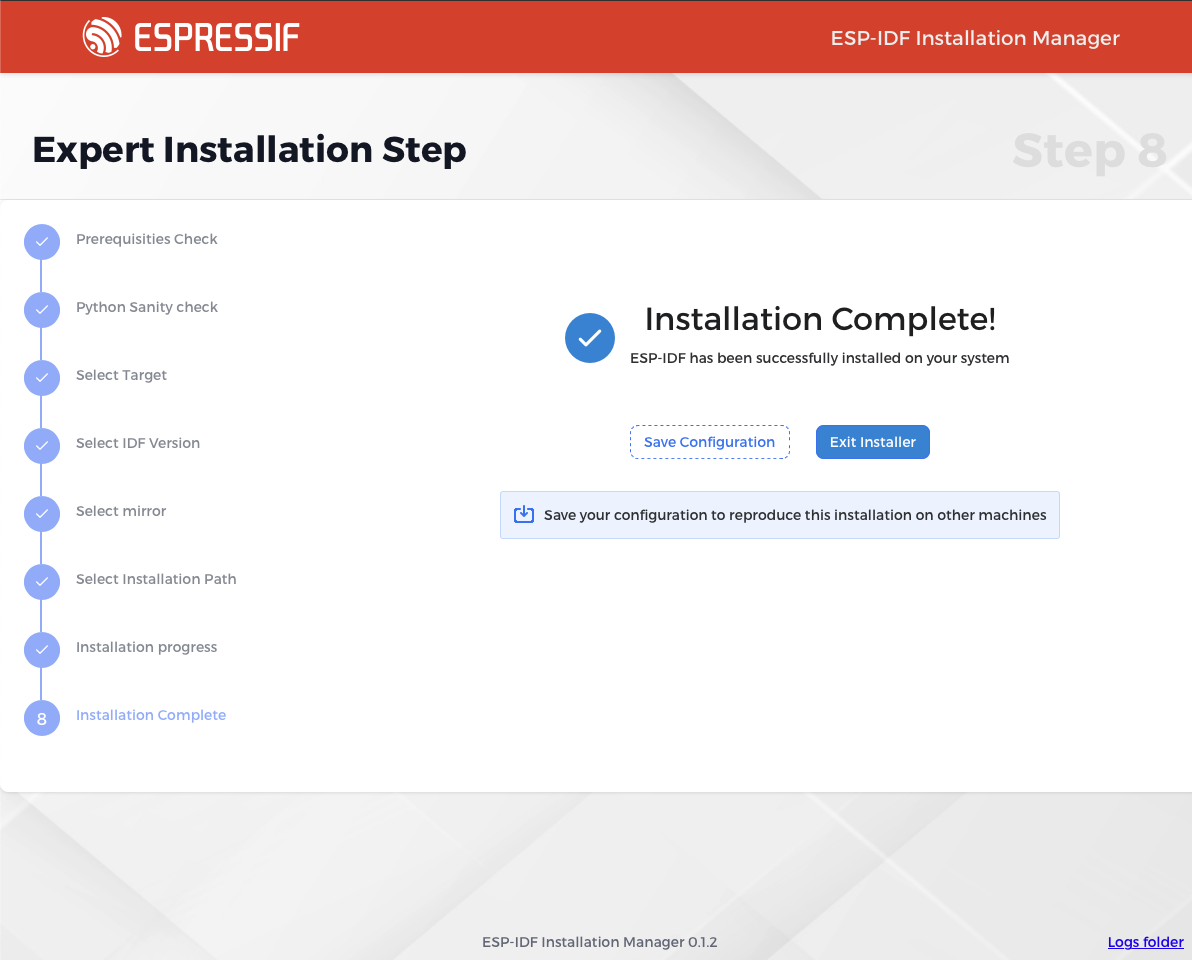 ESPRESSIF
ESP-IDF Installation Manager
Expert Installation Step
Step 8
Prerequisities Check
Python Sanity check
Select Target
Select IDF Version
Select mirror
Select Installation Path
Installation progress
8
Installation Complete
Installation Complete!
ESP-IDF has been successfully installed on your system
Save Configuration
Exit Installer
Save your configuration to reproduce this installation on other machines
ESP-IDF Installation Manager 0.1.2
Logs folder